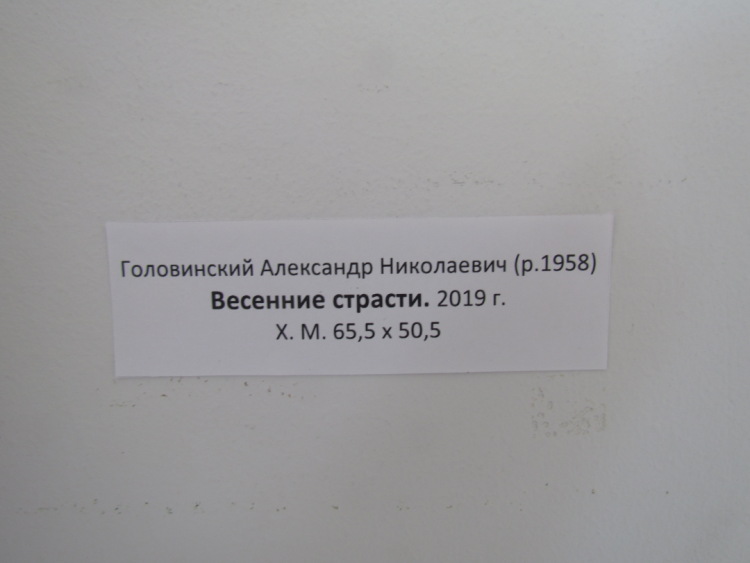 Головинский Александр Николаевич (р.1958)
Весенние страсти. 2019 г.
Х. М. 65,5 х 50,5